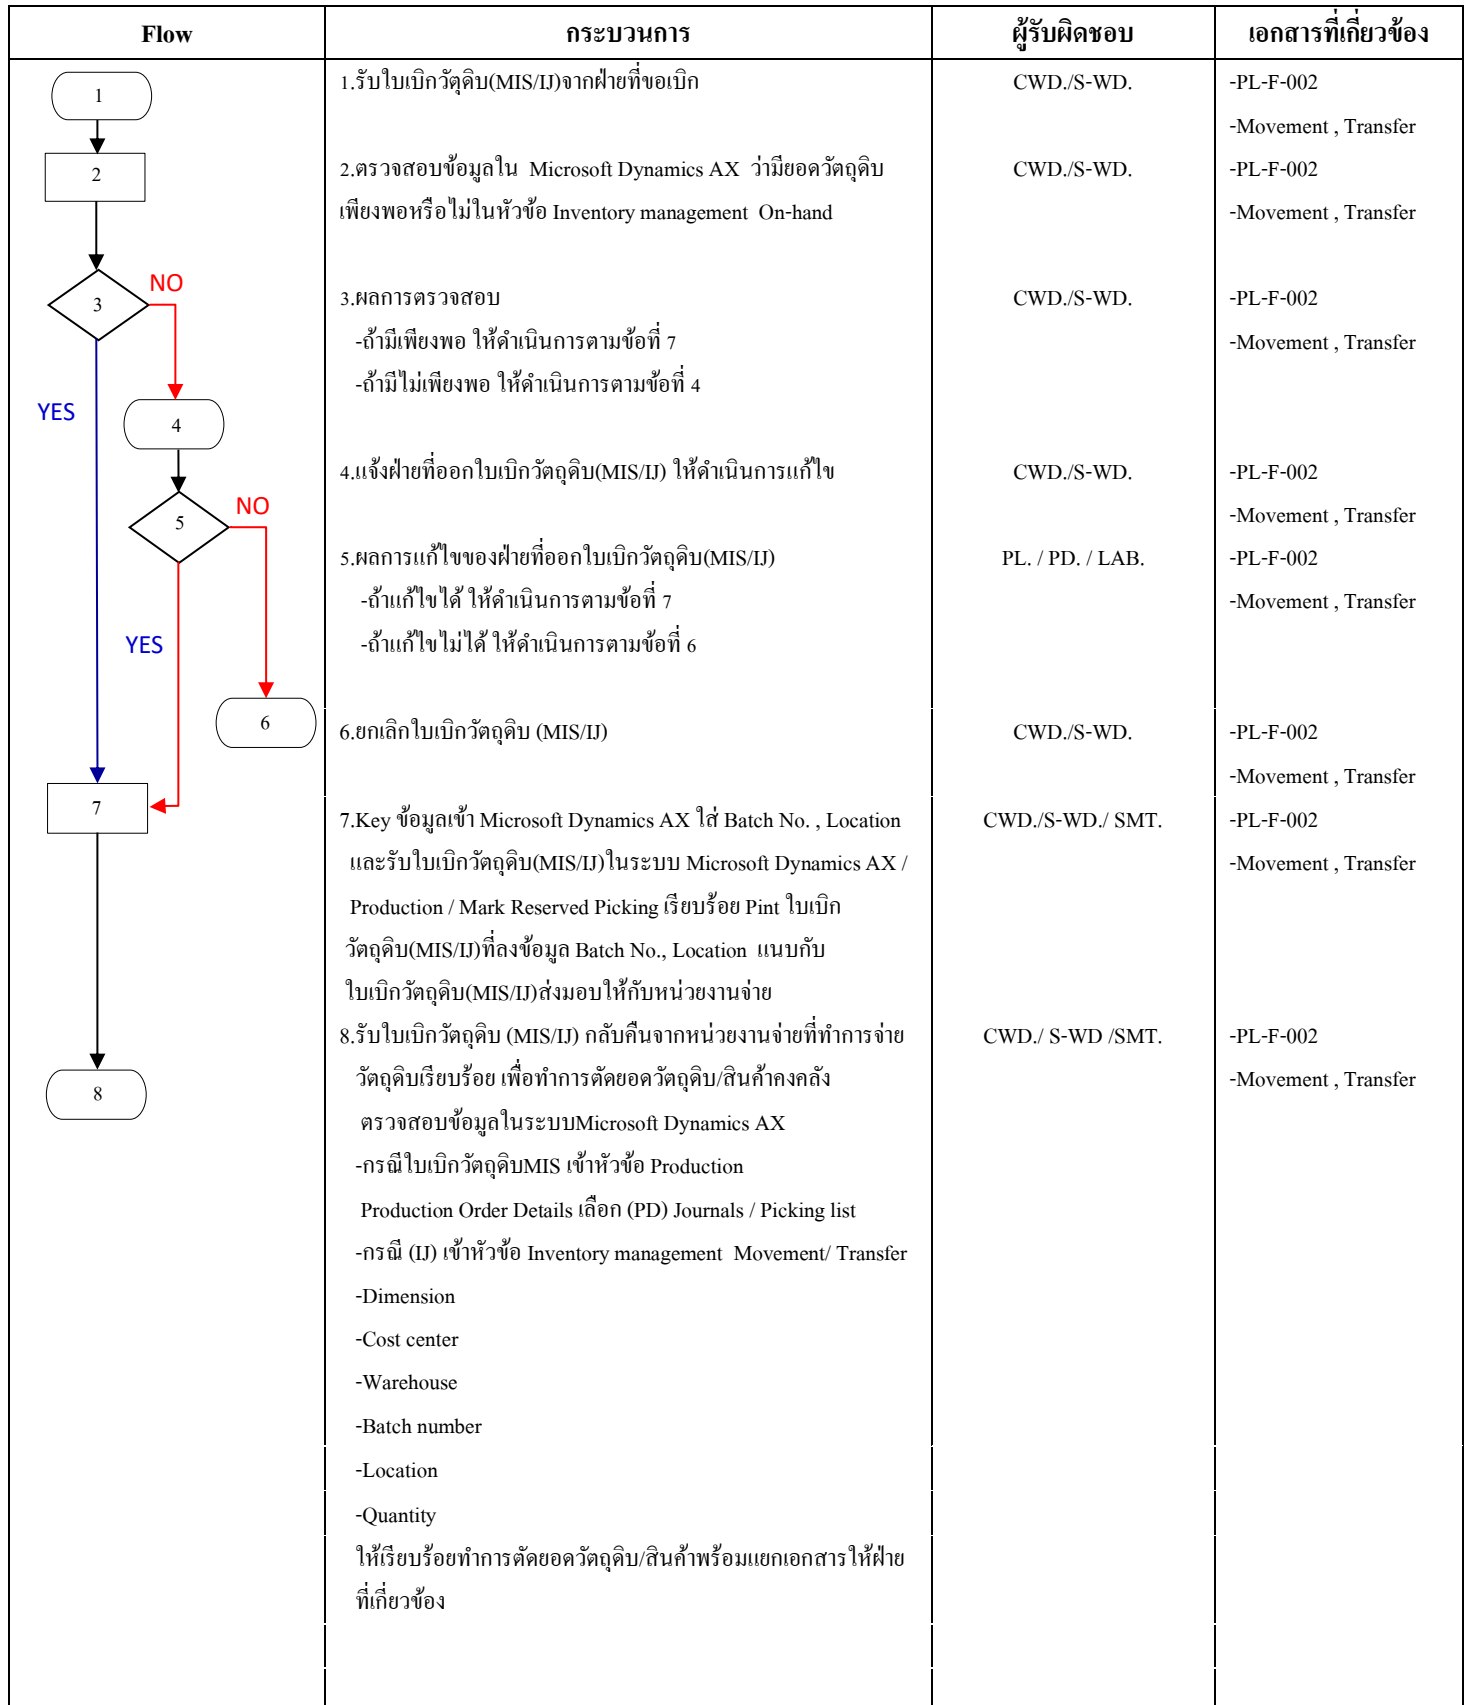 Flow กระบวนการ ผู้รับผิดชอบ เอกสารที่เกี่ยวข้อง
1 1.รับใบเบิกวัตุดิบ(MIS/IJ)จากฝ่ายที่ขอเบิก CWD./S-WD. -PL-F-002
-Movement , Transfer
2 2.ตรวจสอบข้อมูลใน Microsoft Dynamics AX ว่ามียอดวัตถุดิบ CWD./S-WD. -PL-F-002
เพียงพอหรือไม่ในหัวข้อ Inventory management On-hand -Movement , Transfer
NO
3 3.ผลการตรวจสอบ CWD./S-WD. -PL-F-002
-ถ้ามีเพียงพอ ให้ดำเนินการตามข้อที่ 7 -Movement , Transfer
-ถ้ามีไม่เพียงพอ ให้ดำเนินการตามข้อที่ 4
YES
4
4.แจ้งฝ่ายที่ออกใบเบิกวัตถุดิบ(MIS/IJ) ให้ดำเนินการแก้ไข CWD./S-WD. -PL-F-002
NO -Movement , Transfer
5
5.ผลการแก้ไขของฝ่ายที่ออกใบเบิกวัตถุดิบ(MIS/IJ) PL. / PD. / LAB. -PL-F-002
-ถ้าแก้ไขได้ ให้ดำเนินการตามข้อที่ 7 -Movement , Transfer
YES -ถ้าแก้ไขไม่ได้ ให้ดำเนินการตามข้อที่ 6
6 6.ยกเลิกใบเบิกวัตถุดิบ (MIS/IJ) CWD./S-WD. -PL-F-002
-Movement , Transfer
7 7.Key ข้อมูลเข้า Microsoft Dynamics AX ใส่ Batch No. , Location CWD./S-WD./ SMT. -PL-F-002
และรับใบเบิกวัตถุดิบ(MIS/IJ)ในระบบ Microsoft Dynamics AX / -Movement , Transfer
Production / Mark Reserved Picking เรียบร้อย Pint ใบเบิก
วัตถุดิบ(MIS/IJ)ที่ลงข้อมูล Batch No., Location แนบกับ
ใบเบิกวัตถุดิบ(MIS/IJ)ส่งมอบให้กับหน่วยงานจ่าย
8.รับใบเบิกวัตถุดิบ (MIS/IJ) กลับคืนจากหน่วยงานจ่ายที่ทำการจ่าย CWD./ S-WD /SMT. -PL-F-002
8 วัตถุดิบเรียบร้อย เพื่อทำการตัดยอดวัตถุดิบ/สินค้าคงคลัง -Movement , Transfer
ตรวจสอบข้อมูลในระบบMicrosoft Dynamics AX
-กรณีใบเบิกวัตถุดิบMIS เข้าหัวข้อ Production
Production Order Details เลือก (PD) Journals / Picking list
-กรณี (IJ) เข้าหัวข้อ Inventory management Movement/ Transfer
-Dimension
-Cost center
-Warehouse
-Batch number
-Location
-Quantity
ให้เรียบร้อยทำการตัดยอดวัตถุดิบ/สินค้าพร้อมแยกเอกสารให้ฝ่าย
ที่เกี่ยวข้อง